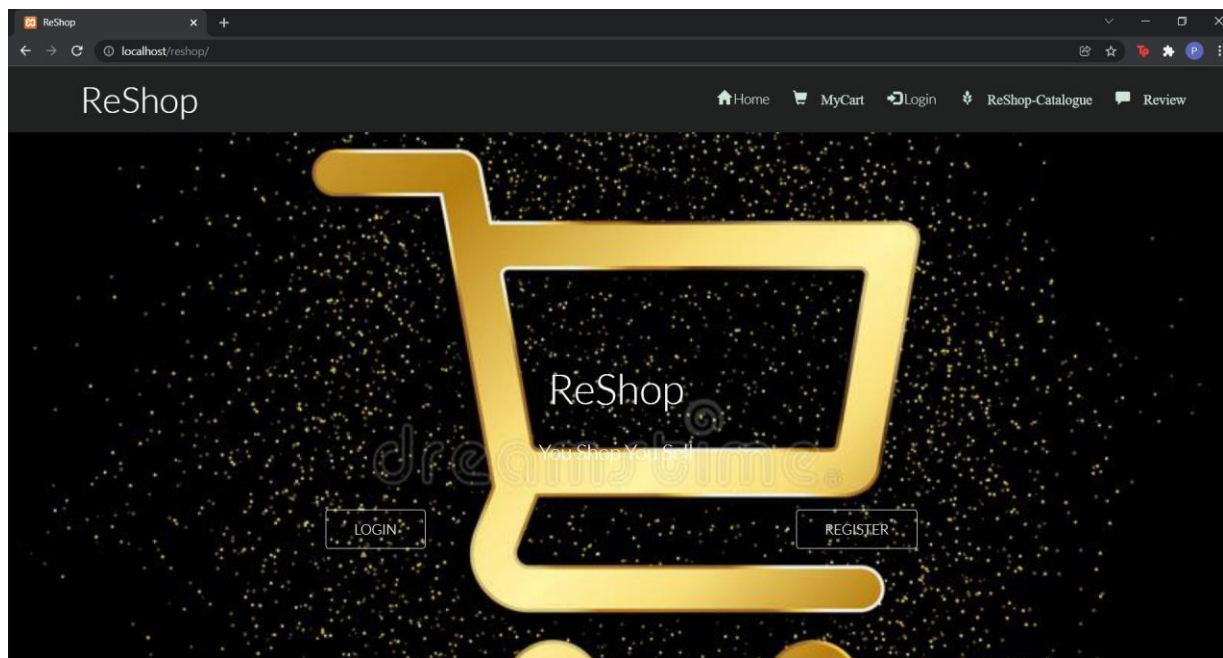 ReShop
localhost/reshop/
P
ReShop
Home MyCart Login ReShop-Catalogue Review
ReShop
dreamstime.
You Shop You Sell
LOGIN REGISTER